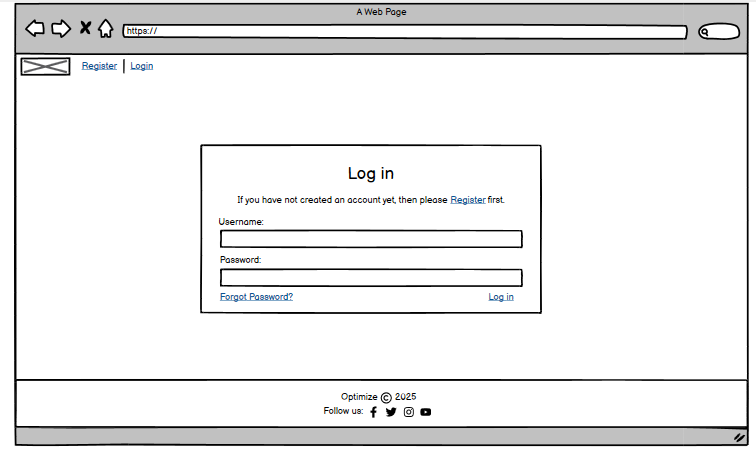 A Web Page
https://
Register | Login
Log in
If you have not created an account yet, then please Register first.
Username:
Password:
Forgot Password? Log in
Optimize © 2025
Follow us: